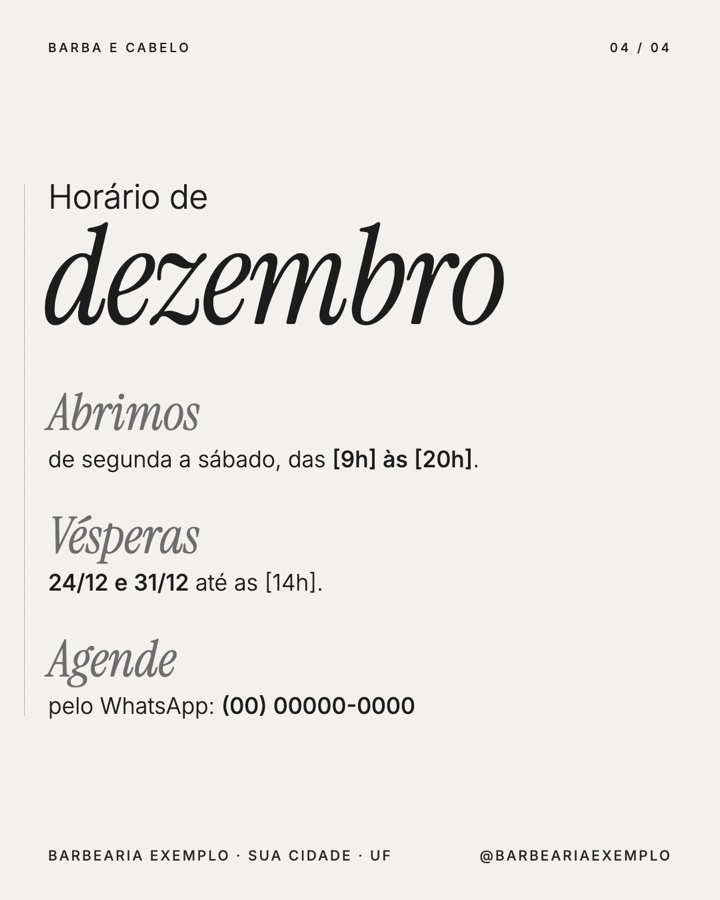 BARBA E CABELO
04 / 04
Horário de
dezembro
Abrimos
de segunda a sábado, das [9h] às [20h].
Vésperas
24/12 e 31/12 até as [14h].
Agende
pelo WhatsApp: (00) 00000-0000
BARBEARIA EXEMPLO · SUA CIDADE · UF
@BARBEARIAEXEMPLO